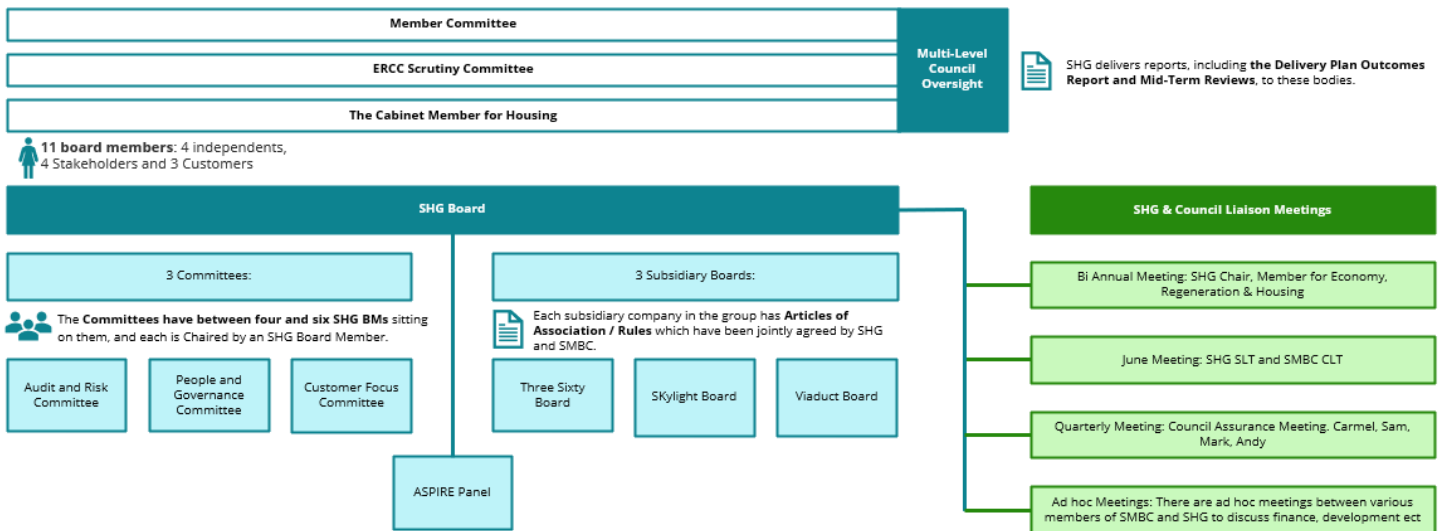 Member Committee
ERCC Scrutiny Committee
The Cabinet Member for Housing
Multi-Level
Council
Oversight
SHG delivers reports, including the Delivery Plan Outcomes
Report and Mid-Term Reviews, to these bodies.
11 board members: 4 independents,
4 Stakeholders and 3 Customers
SHG Board
3 Committees:
The Committees have between four and six SHG BMs sitting
on them, and each is Chaired by an SHG Board Member.
Audit and Risk
Committee
People and
Governance
Committee
Customer Focus
Committee
3 Subsidiary Boards:
Each subsidiary company in the group has Articles of
Association / Rules which have been jointly agreed by SHG
and SMBC.
Three Sixty
Board
SKylight Board
Viaduct Board
ASPIRE Panel
SHG & Council Liaison Meetings
Bi Annual Meeting: SHG Chair, Member for Economy,
Regeneration & Housing
June Meeting: SHG SLT and SMBC CLT
Quarterly Meeting: Council Assurance Meeting. Carmel, Sam,
Mark, Andy
Ad hoc Meetings: There are ad hoc meetings between various
members of SMBC and SHG to discuss finance, development ect